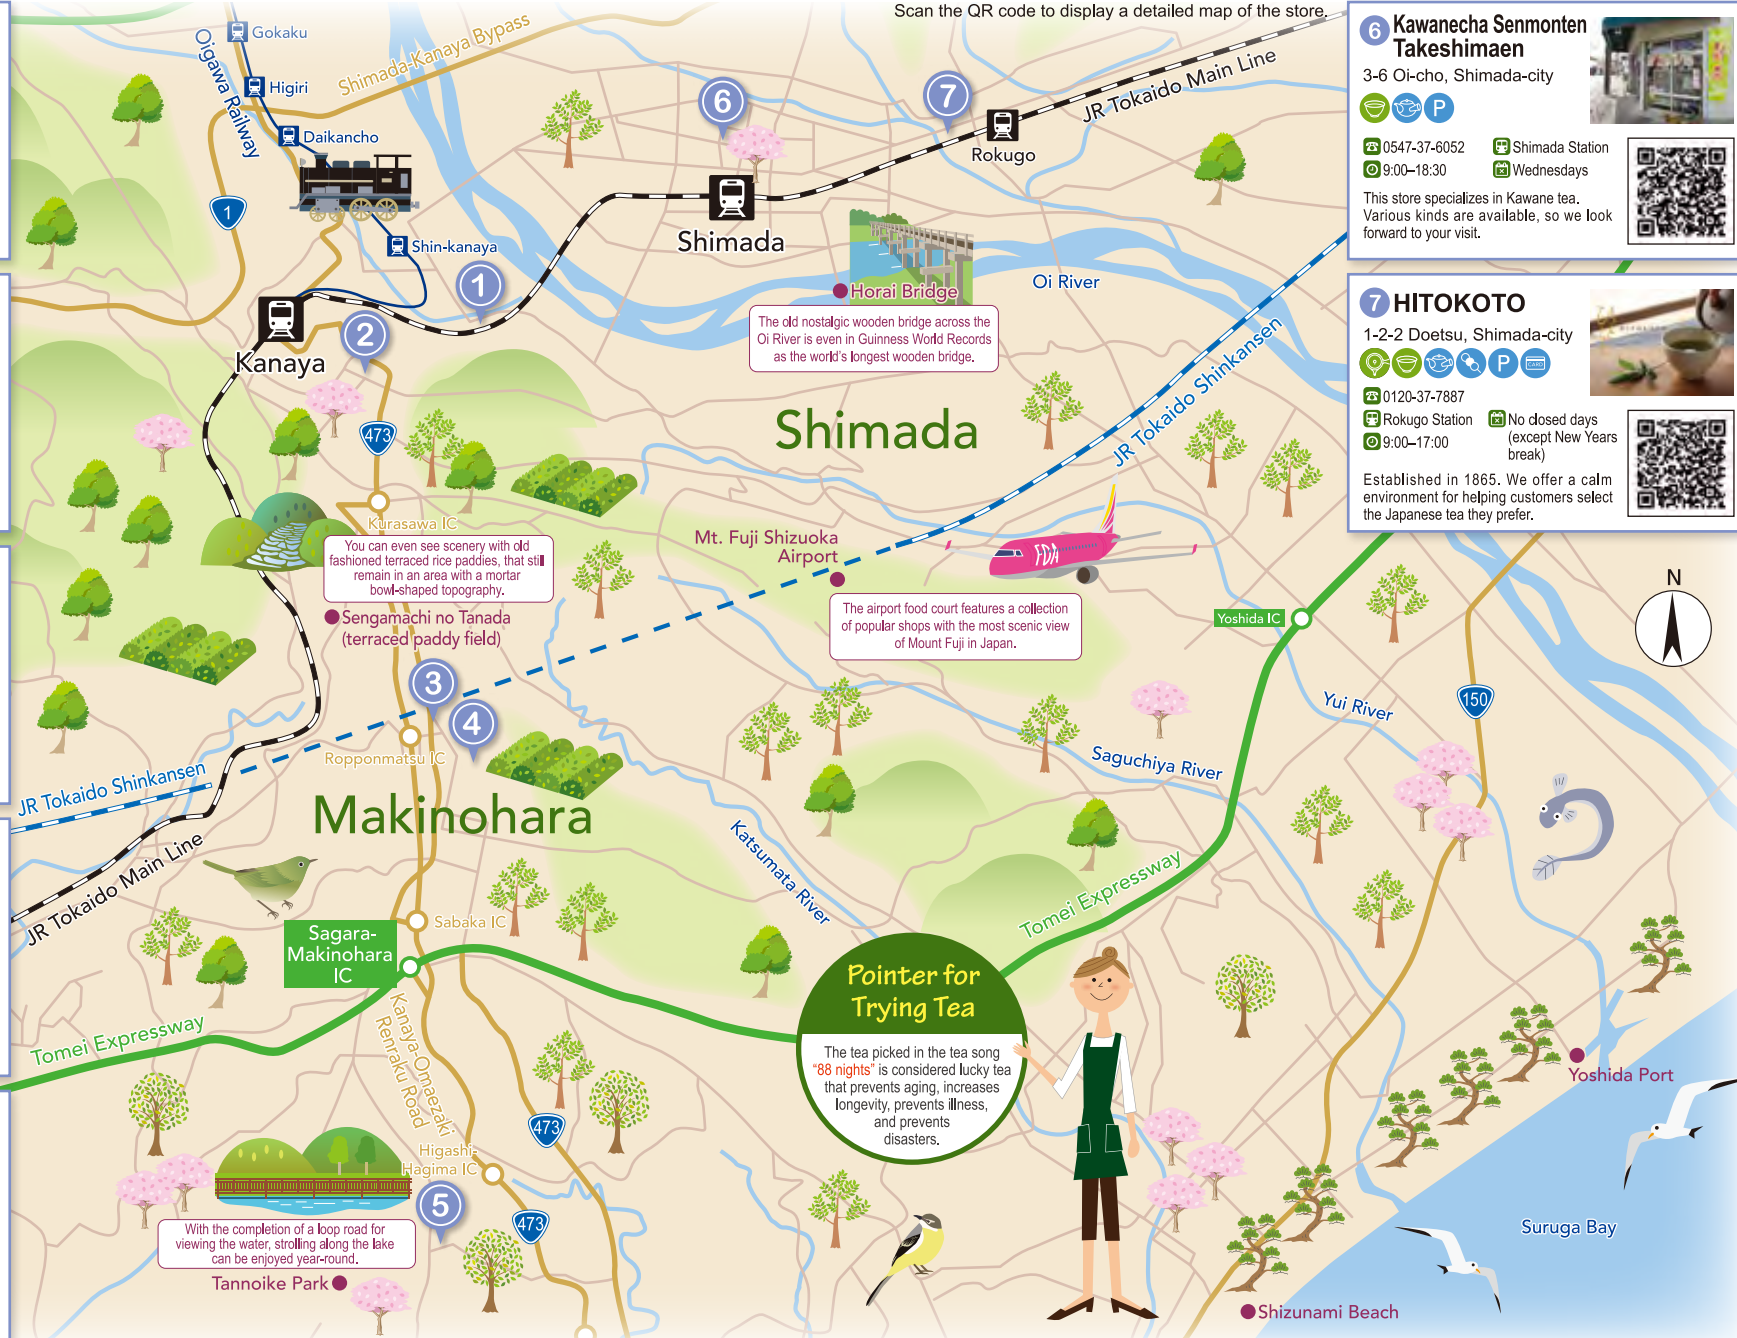 Scan the QR code to display a detailed map of the store.
Gokaku
Oigawa Railway
Shimada-Kanaya Bypass
Higiri
Daikancho
1
Shin-kanaya
6
7
JR Tokaido Main Line
Rokugo
Shimada
1
2
Kanaya
Horai Bridge
Oi River
The old nostalgic wooden bridge across the
Oi River is even in Guinness World Records
as the world's longest wooden bridge.
6 Kawanecha Senmonten
Takeshimaen
3-6 Oi-cho, Shimada-city
P
0547-37-6052
Shimada Station
9:00–18:30
Wednesdays
This store specializes in Kawane tea.
Various kinds are available, so we look
forward to your visit.
7 HITOKOTO
1-2-2 Doetsu, Shimada-city
P
CARD
0120-37-7887
Rokugo Station
No closed days
(except New Years
break)
9:00–17:00
Established in 1865. We offer a calm
environment for helping customers select
the Japanese tea they prefer.
Shimada
JR Tokaido Shinkansen
473
Kurasawa IC
You can even see scenery with old
fashioned terraced rice paddies, that still
remain in an area with a mortar
bowl-shaped topography.
Sengamachi no Tanada
(terraced paddy field)
Mt. Fuji Shizuoka
Airport
FDA
The airport food court features a collection
of popular shops with the most scenic view
of Mount Fuji in Japan.
Yoshida IC
N
3
4
Ropponmatsu IC
150
Yui River
Saguchiya River
JR Tokaido Shinkansen
Makinohara
Katsumata River
JR Tokaido Main Line
Tomei Expressway
Sabaka IC
Sagara-
Makinohara
IC
Tomei Expressway
Kanaya-Omaezaki
Renraku Road
Pointer for
Trying Tea
The tea picked in the tea song
"88 nights" is considered lucky tea
that prevents aging, increases
longevity, prevents illness,
and prevents
disasters.
Yoshida Port
473
Higashi-
Hagima IC
5
473
With the completion of a loop road for
viewing the water, strolling along the lake
can be enjoyed year-round.
Tannoike Park
Suruga Bay
Shizunami Beach